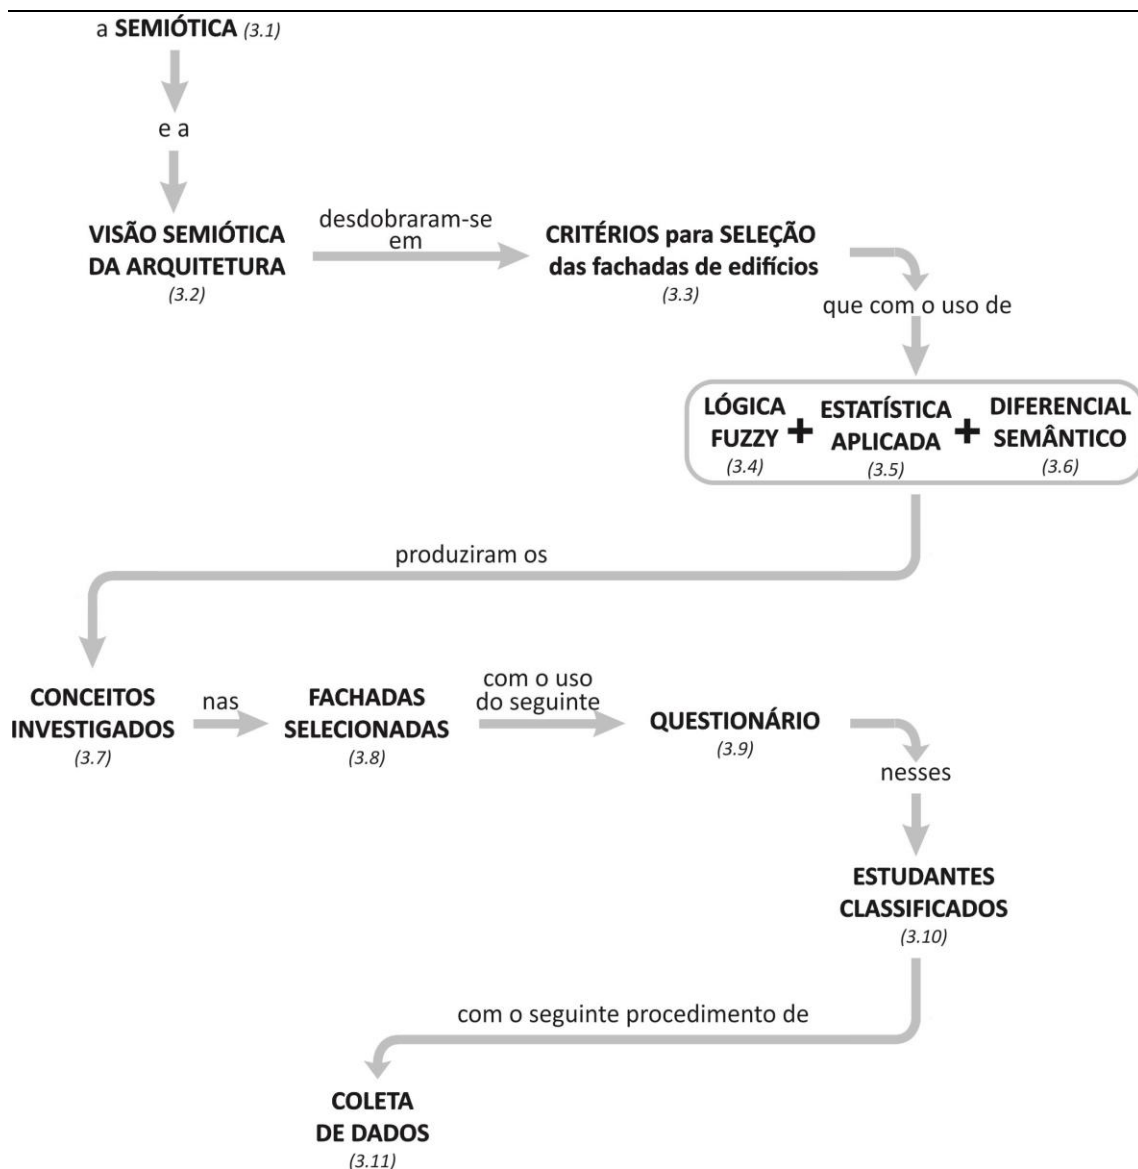 a SEMIÓTICA (3.1)
e a
VISÃO SEMIÓTICA
DA ARQUITETURA
(3.2)
desdobraram-se
em
CRITÉRIOS para SELEÇÃO
das fachadas de edifícios
(3.3)
que com o uso de
LÓGICA
FUZZY
(3.4)
+
ESTATÍSTICA
APLICADA
(3.5)
+
DIFERENCIAL
SEMÂNTICO
(3.6)
produziram os
CONCEITOS
INVESTIGADOS
(3.7)
nas
FACHADAS
SELECIONADAS
(3.8)
com o uso
do seguinte
QUESTIONÁRIO
(3.9)
nesses
ESTUDANTES
CLASSIFICADOS
(3.10)
com o seguinte procedimento de
COLETA
DE DADOS
(3.11)